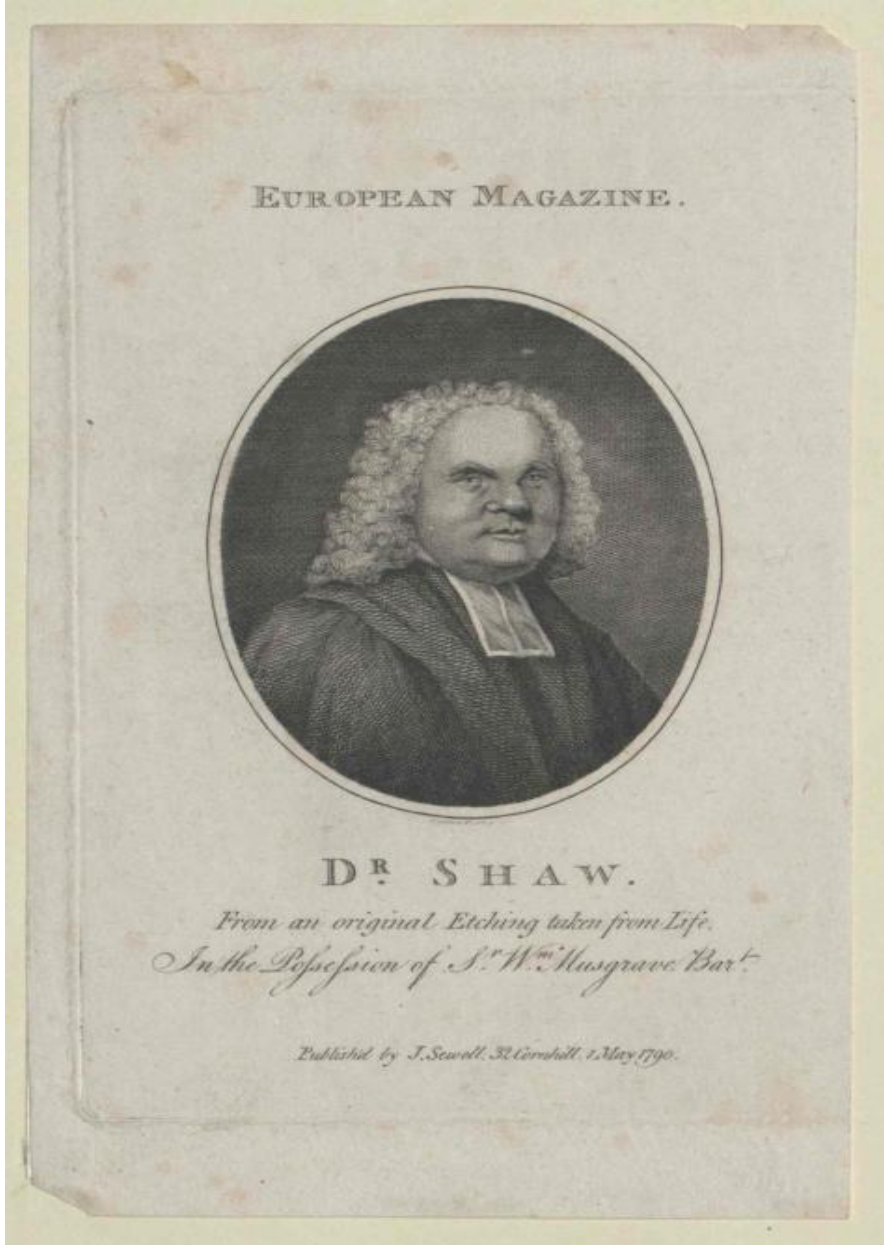 EUROPEAN MAGAZINE.
DR. SHAW.
From an original Etching taken from Life.
In the Poſseſsion of Sr. Wm. Musgrave Bart.
Publish'd by J. Sewell. 32 Cornhill. 1 May 1790.